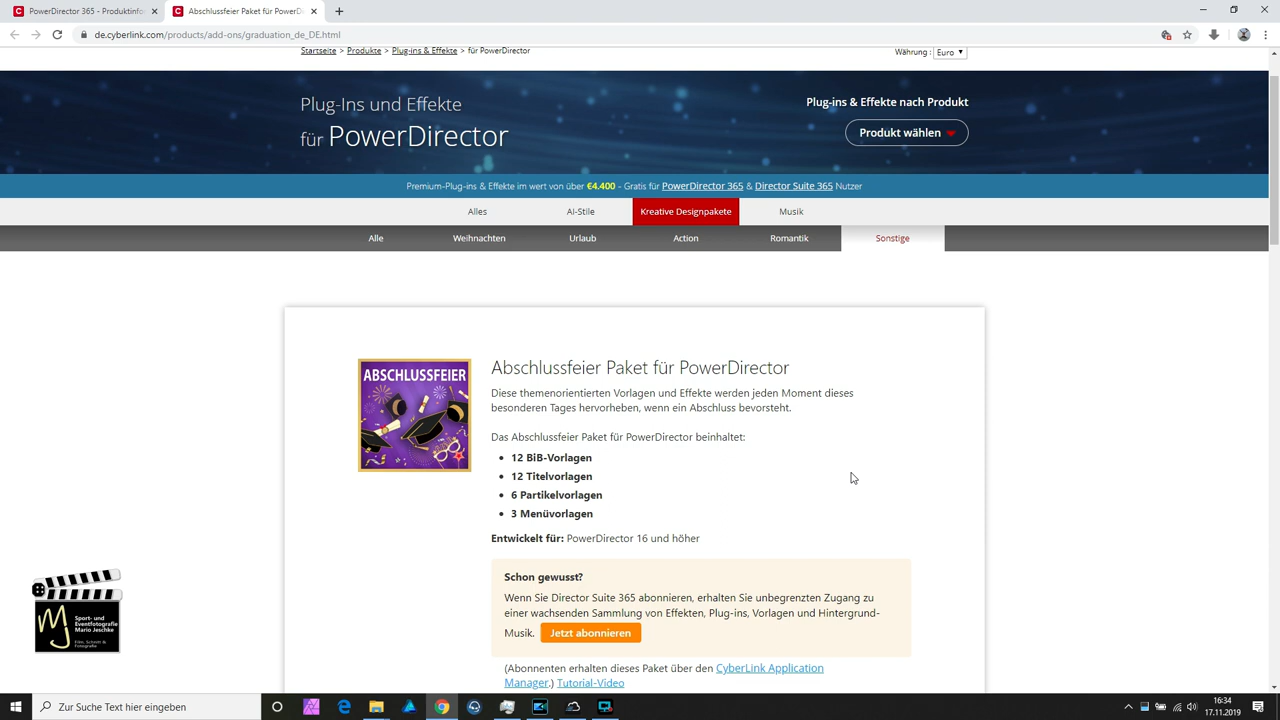 PowerDirector 365 - Produktinfo
Abschlussfeier Paket für PowerDi
de.cyberlink.com/products/add-ons/graduation_de_DE.html
Startseite > Produkte > Plug-ins & Effekte > für PowerDirector
Währung : Euro
Plug-Ins und Effekte
für PowerDirector
Plug-ins & Effekte nach Produkt
Produkt wählen
Premium-Plug-ins & Effekte im wert von über €4.400 - Gratis für PowerDirector 365 & Director Suite 365 Nutzer
Alles AI-Stile Kreative Designpakete Musik
Alle Weihnachten Urlaub Action Romantik Sonstige
ABSCHLUSSFEIER
Abschlussfeier Paket für PowerDirector
Diese themenorientierten Vorlagen und Effekte werden jeden Moment dieses
besonderen Tages hervorheben, wenn ein Abschluss bevorsteht.
Das Abschlussfeier Paket für PowerDirector beinhaltet:
• 12 BiB-Vorlagen
• 12 Titelvorlagen
• 6 Partikelvorlagen
• 3 Menüvorlagen
Entwickelt für: PowerDirector 16 und höher
Schon gewusst?
Wenn Sie Director Suite 365 abonnieren, erhalten Sie unbegrenzten Zugang zu
einer wachsenden Sammlung von Effekten, Plug-ins, Vorlagen und Hintergrund-
Musik. Jetzt abonnieren
(Abonnenten erhalten dieses Paket über den CyberLink Application
Manager.) Tutorial-Video
MJ
Sport- und
Eventfotografie
Mario Jeschke
Film, Schnitt &
Fotografie
Zur Suche Text hier eingeben
16:34
17.11.2019